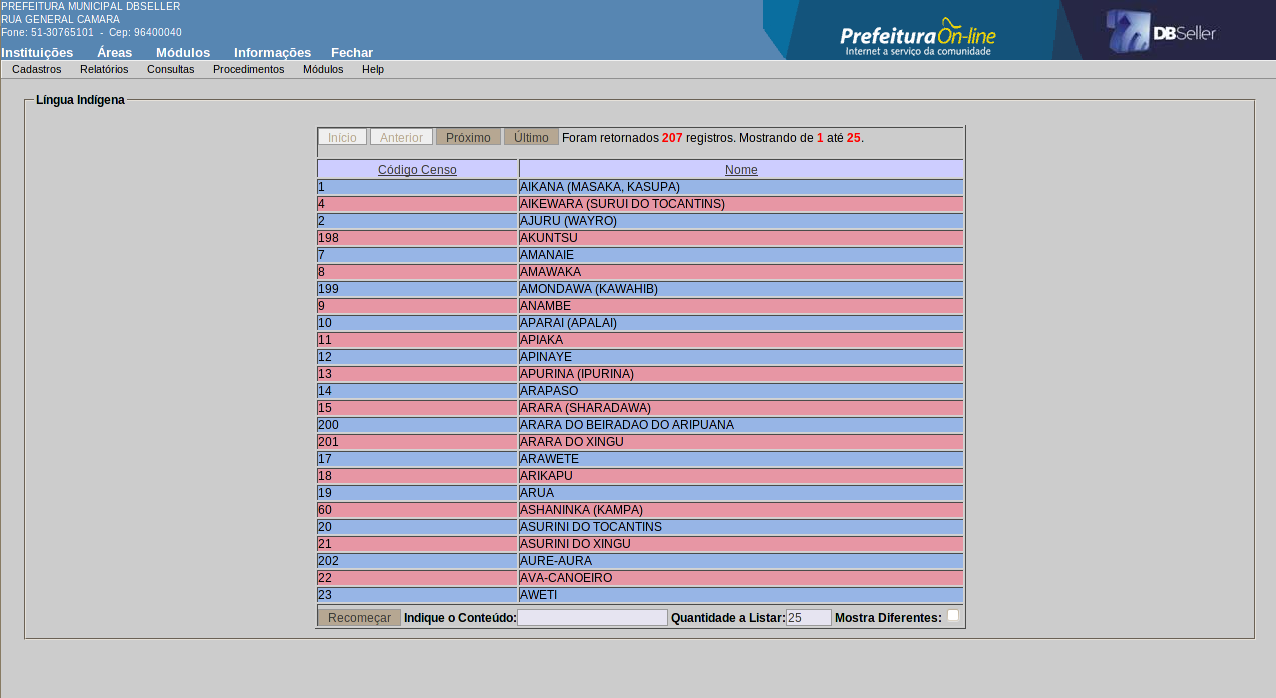 PREFEITURA MUNICIPAL DBSELLER
RUA GENERAL CAMARA
Fone: 51-30765101 - Cep: 96400040
PrefeituraOn-line
Internet a serviço da comunidade
DBSeller
Instituições Áreas Módulos Informações Fechar
Cadastros Relatórios Consultas Procedimentos Módulos Help
Língua Indígena
Início Anterior Próximo Último Foram retornados 207 registros. Mostrando de 1 até 25.
Código Censo Nome
1 AIKANA (MASAKA, KASUPA)
4 AIKEWARA (SURUI DO TOCANTINS)
2 AJURU (WAYRO)
198 AKUNTSU
7 AMANAIE
8 AMAWAKA
199 AMONDAWA (KAWAHIB)
9 ANAMBE
10 APARAI (APALAI)
11 APIAKA
12 APINAYE
13 APURINA (IPURINA)
14 ARAPASO
15 ARARA (SHARADAWA)
200 ARARA DO BEIRADAO DO ARIPUANA
201 ARARA DO XINGU
17 ARAWETE
18 ARIKAPU
19 ARUA
60 ASHANINKA (KAMPA)
20 ASURINI DO TOCANTINS
21 ASURINI DO XINGU
202 AURE-AURA
22 AVA-CANOEIRO
23 AWETI
Recomeçar Indique o Conteúdo: Quantidade a Listar: 25 Mostra Diferentes: